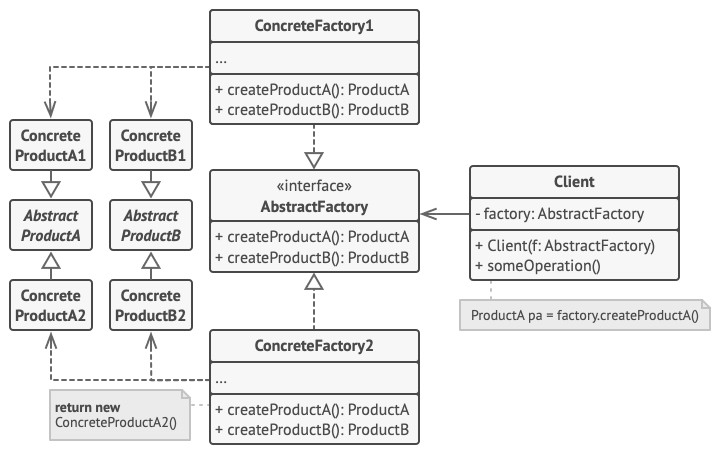 ConcreteFactory1
...
+ createProductA(): ProductA
+ createProductB(): ProductB
Concrete
ProductA1
Concrete
ProductB1
Abstract
ProductA
Abstract
ProductB
Concrete
ProductA2
Concrete
ProductB2
«interface»
AbstractFactory
+ createProductA(): ProductA
+ createProductB(): ProductB
Client
- factory: AbstractFactory
+ Client(f: AbstractFactory)
+ someOperation()
ProductA pa = factory.createProductA()
ConcreteFactory2
...
+ createProductA(): ProductA
+ createProductB(): ProductB
return new
ConcreteProductA2()